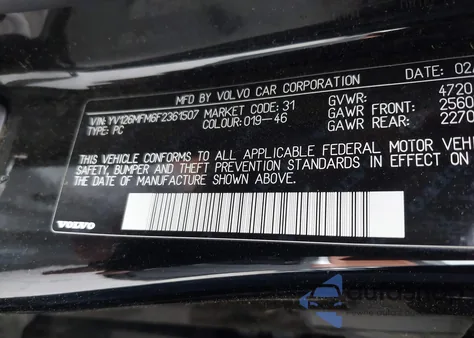 MFD BY VOLVO CAR CORPORATION DATE 02/
VIN: YV126MFM6F2361507 MARKET CODE: 31 GVWR: 4720
TYPE: PC COLOUR: 019-46 GAWR FRONT: 2560
GAWR REAR: 2270
THIS VEHICLE CONFORMS TO ALL APPLICABLE FEDERAL MOTOR VEH
SAFETY, BUMPER AND THEFT PREVENTION STANDARDS IN EFFECT ON
THE DATE OF MANUFACTURE SHOWN ABOVE.
VOLVO